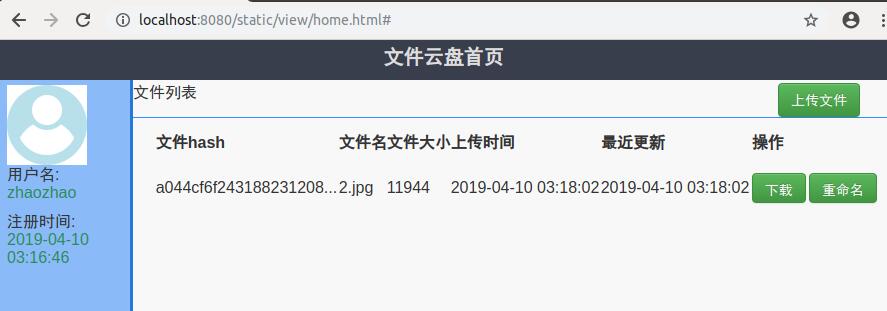 localhost:8080/static/view/home.html#
文件云盘首页
文件列表
上传文件
用户名:
zhaozhao
注册时间:
2019-04-10
03:16:46
文件hash 文件名 文件大小 上传时间 最近更新 操作
a044cf6f243188231208... 2.jpg 11944 2019-04-10 03:18:02 2019-04-10 03:18:02 下载 重命名